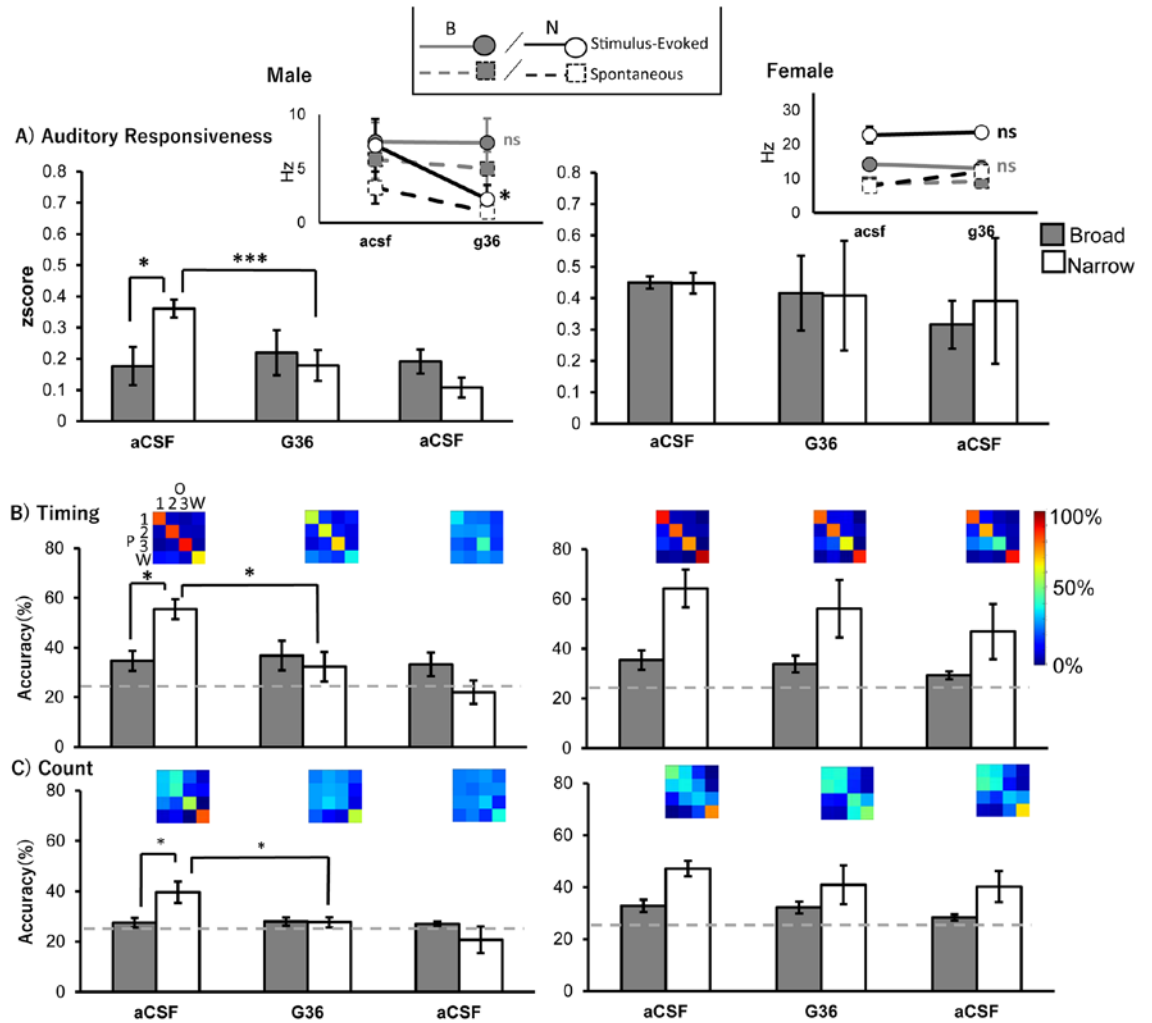 B / N
Stimulus-Evoked
Spontaneous
Male
Female
A) Auditory Responsiveness
10
5
0
Hz
ns
*
acsf
g36
30
20
10
0
Hz
ns
ns
acsf
g36
Broad
Narrow
zscore
0.8
0.7
0.6
0.5
0.4
0.3
0.2
0.1
0
*
***
aCSF
G36
aCSF
0.8
0.7
0.6
0.5
0.4
0.3
0.2
0.1
0
aCSF
G36
aCSF
B) Timing
O
1 2 3 W
P
1
2
3
W
Accuracy(%)
80
60
40
20
0
*
*
80
60
40
20
0
100%
50%
0%
C) Count
Accuracy(%)
80
60
40
20
0
*
*
aCSF
G36
aCSF
80
60
40
20
0
aCSF
G36
aCSF